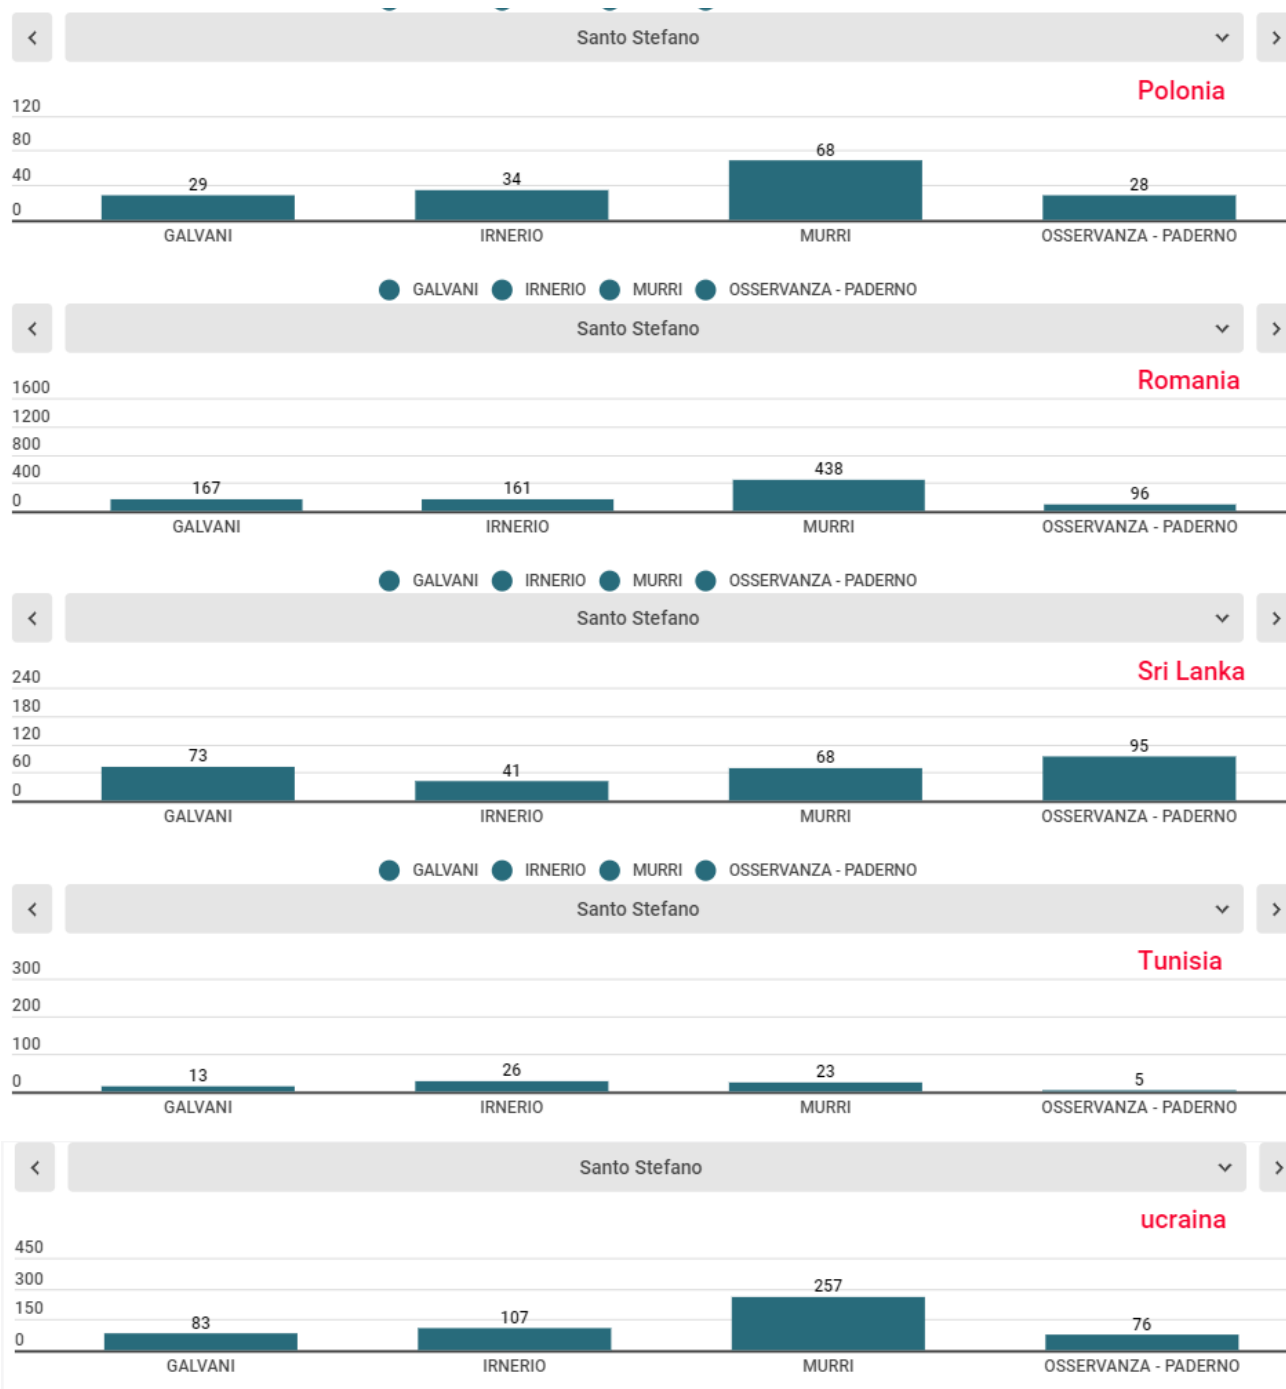 Santo Stefano
Polonia
120
80
40
0
29
34
68
28
GALVANI IRNERIO MURRI OSSERVANZA - PADERNO
GALVANI IRNERIO MURRI OSSERVANZA - PADERNO
Santo Stefano
Romania
1600
1200
800
400
0
167
161
438
96
GALVANI IRNERIO MURRI OSSERVANZA - PADERNO
GALVANI IRNERIO MURRI OSSERVANZA - PADERNO
Santo Stefano
Sri Lanka
240
180
120
60
0
73
41
68
95
GALVANI IRNERIO MURRI OSSERVANZA - PADERNO
GALVANI IRNERIO MURRI OSSERVANZA - PADERNO
Santo Stefano
Tunisia
300
200
100
0
13
26
23
5
GALVANI IRNERIO MURRI OSSERVANZA - PADERNO
Santo Stefano
ucraina
450
300
150
0
83
107
257
76
GALVANI IRNERIO MURRI OSSERVANZA - PADERNO